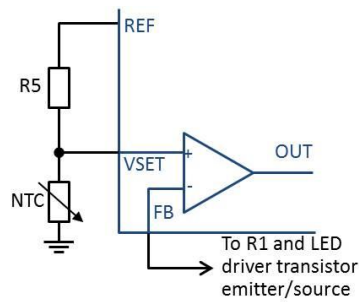 REF
R5
VSET
+
OUT
NTC
-
FB
To R1 and LED
driver transistor
emitter/source